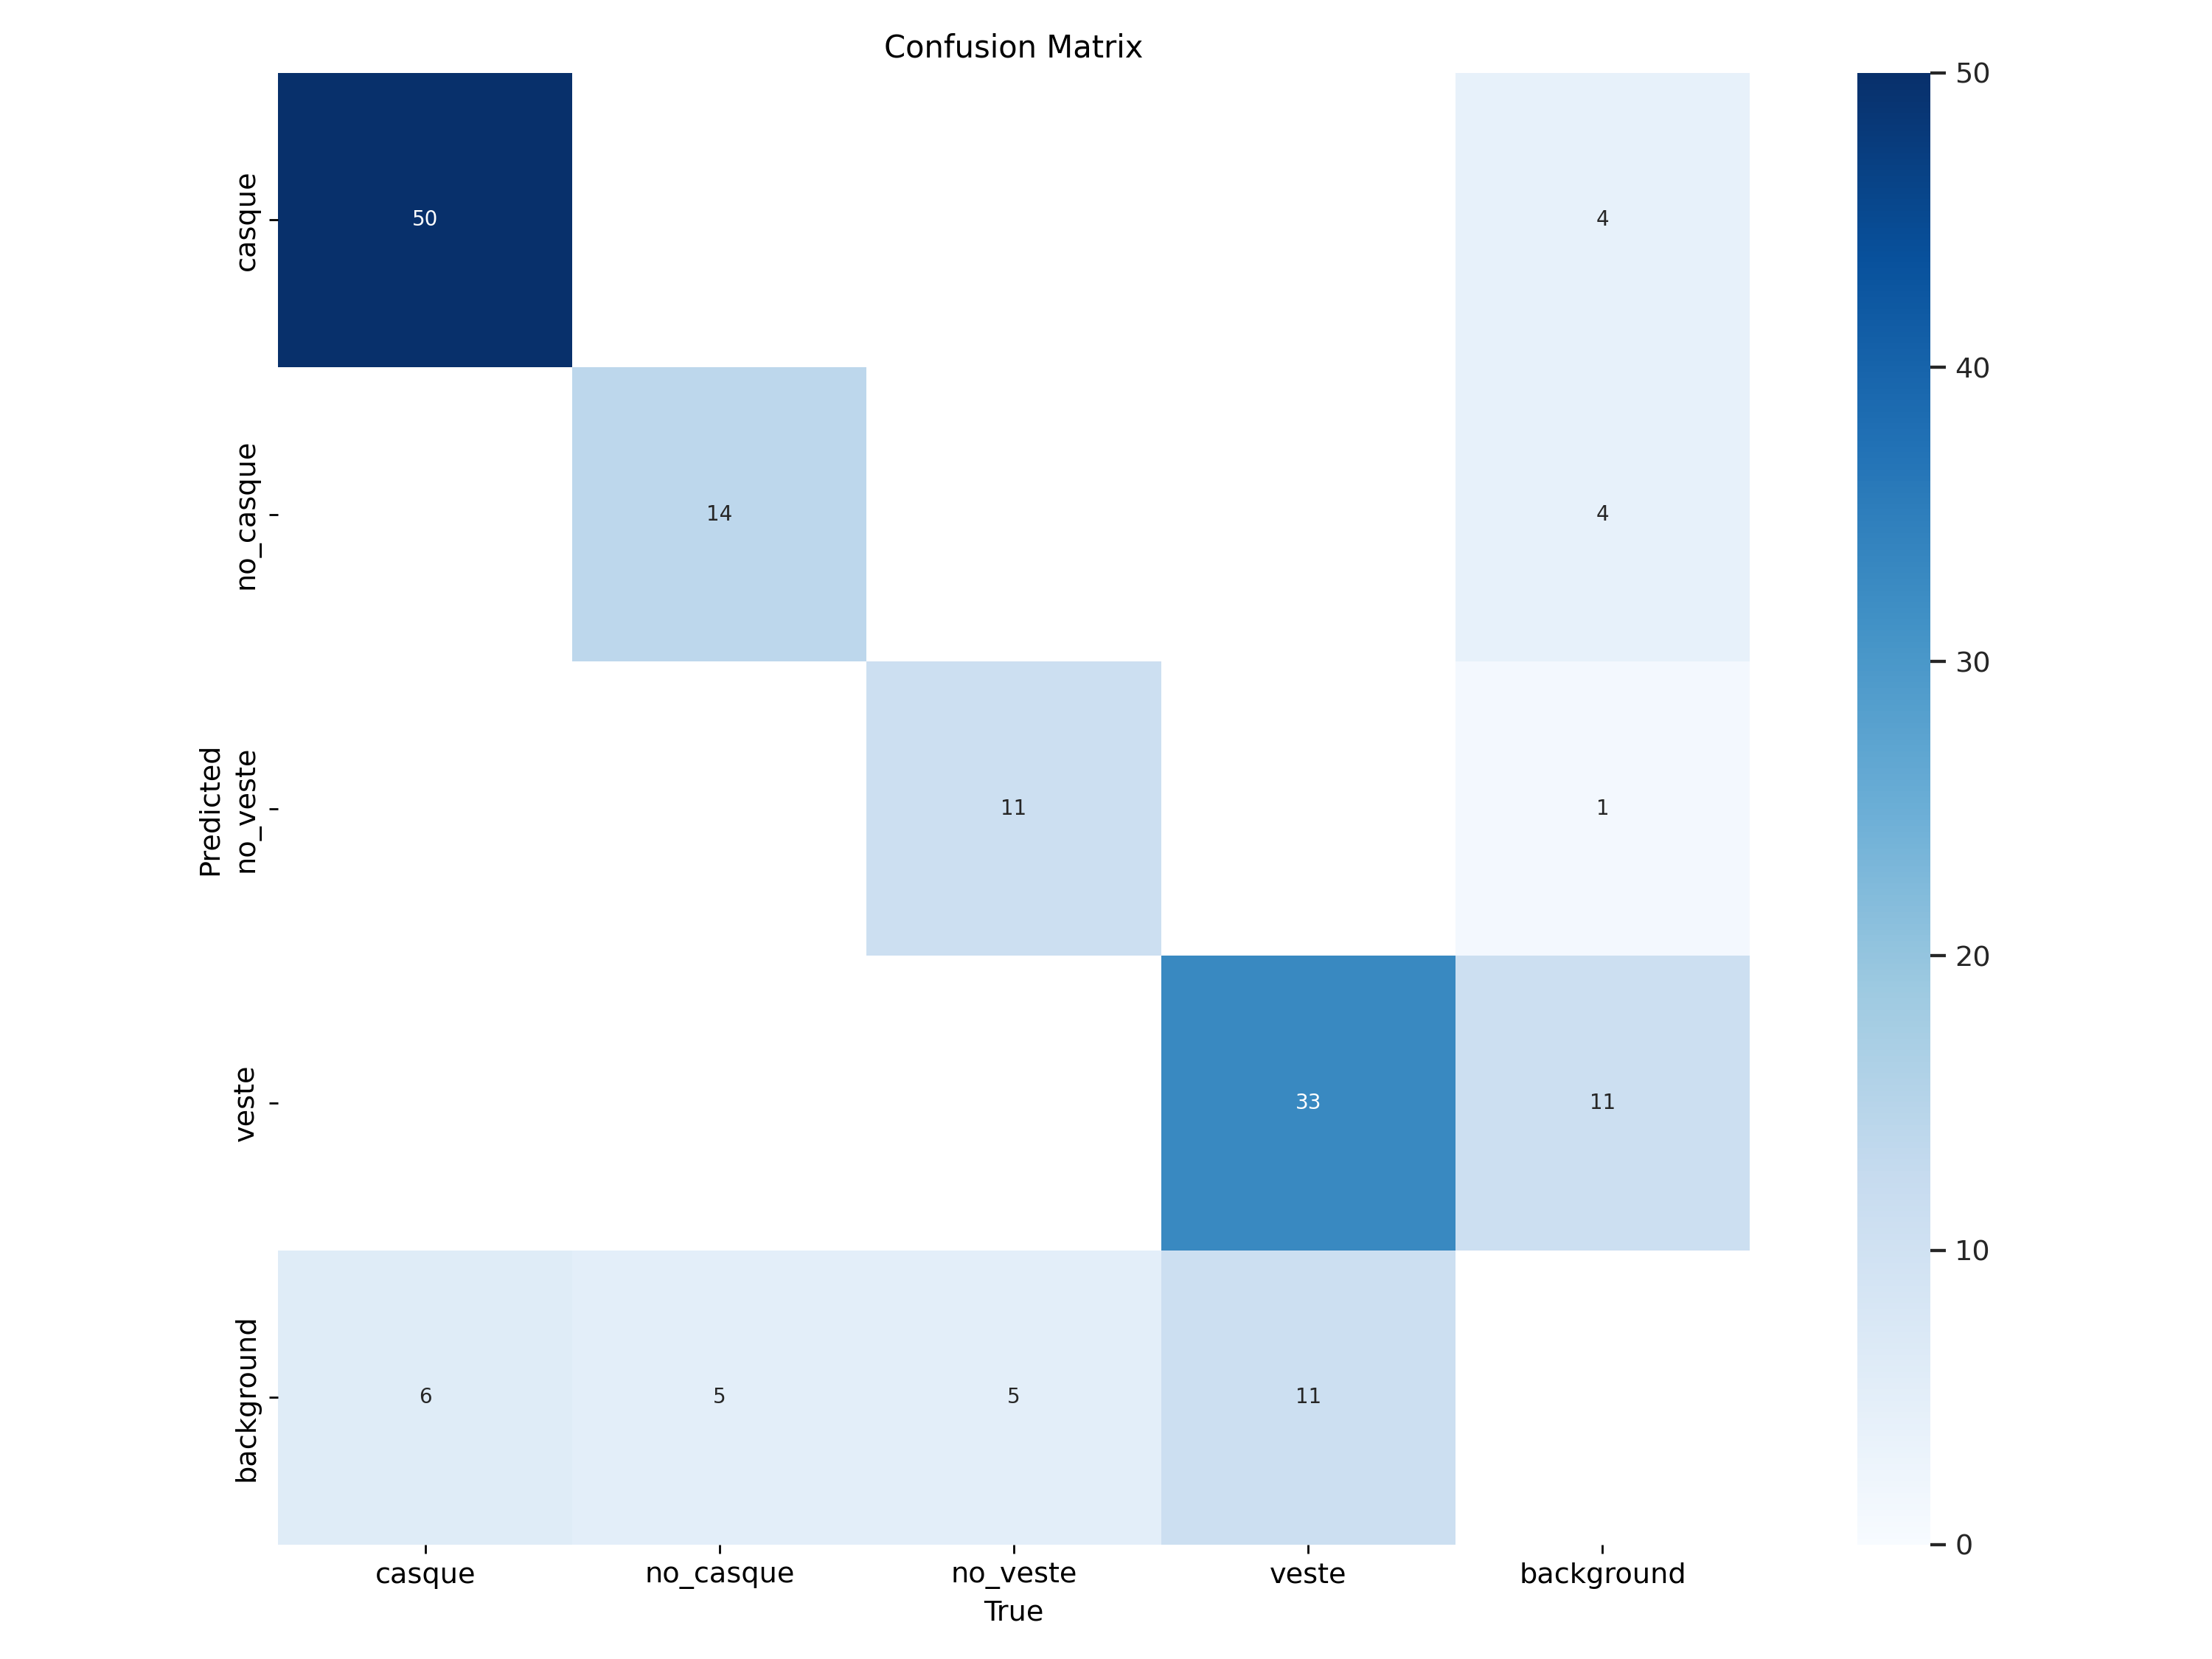 Confusion Matrix
casque
no_casque
Predicted
no_veste
veste
background
50
4
14
4
11
1
33
11
6
5
5
11
casque
no_casque
no_veste
veste
background
True
50
40
30
20
10
0